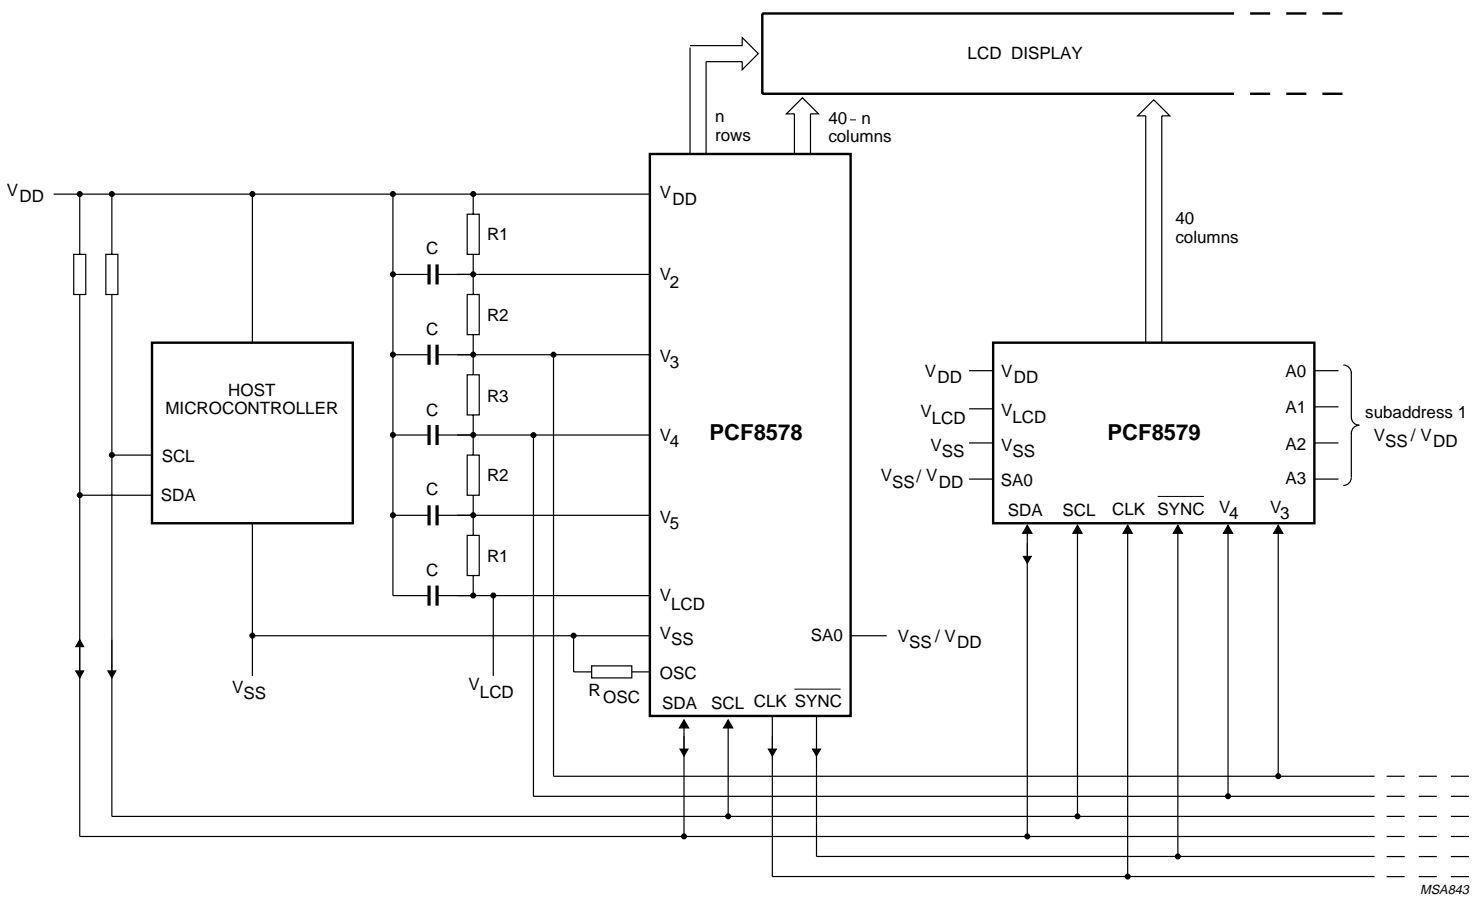 LCD DISPLAY
n
rows
40 – n
columns
40
columns
VDD
VDD
R1
C
V2
R2
C
V3
R3
C
V4
R2
C
V5
R1
C
VLCD
VSS
OSC
ROSC
VSS
VLCD
HOST
MICROCONTROLLER
SCL
SDA
PCF8578
SA0
VSS / VDD
SDA
SCL
CLK
SYNC
VDD
VLCD
VSS
VSS / VDD
VDD
VLCD
VSS
SA0
PCF8579
A0
A1
A2
A3
subaddress 1
VSS / VDD
SDA
SCL
CLK
SYNC
V4
V3
MSA843